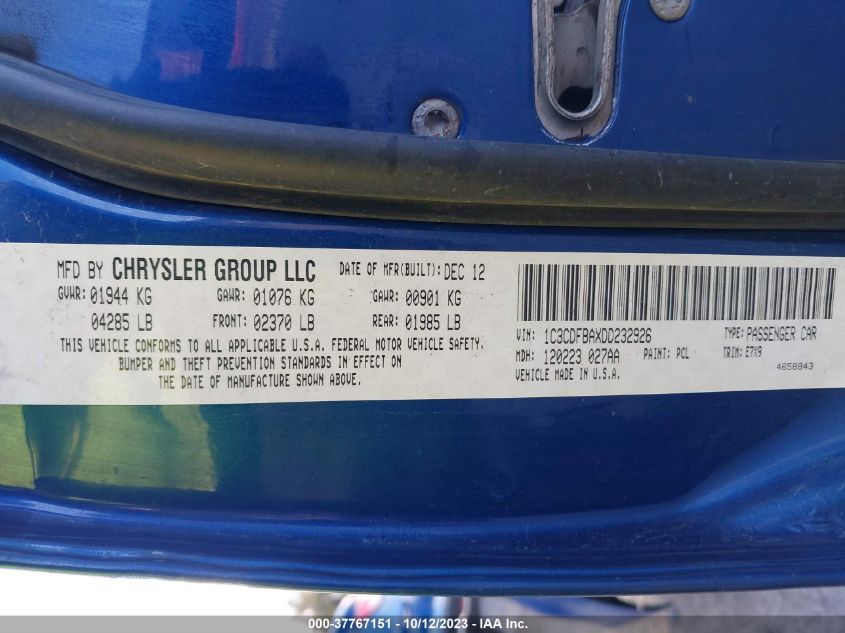 MFD BY CHRYSLER GROUP LLC DATE OF MFR(BUILT): DEC 12
GVWR: 01944 KG GAWR: 01076 KG GAWR: 00901 KG
04285 LB FRONT: 02370 LB REAR: 01985 LB
THIS VEHICLE CONFORMS TO ALL APPLICABLE U.S.A. FEDERAL MOTOR VEHICLE SAFETY,
BUMPER AND THEFT PREVENTION STANDARDS IN EFFECT ON
THE DATE OF MANUFACTURE SHOWN ABOVE.
VIN: 1C3CDFBAXDD232926 TYPE: PASSENGER CAR
MDH: 120223 027AA PAINT: PCL TRIM: E7X9
VEHICLE MADE IN U.S.A. 4658843
000-37767151 - 10/12/2023 - IAA Inc.